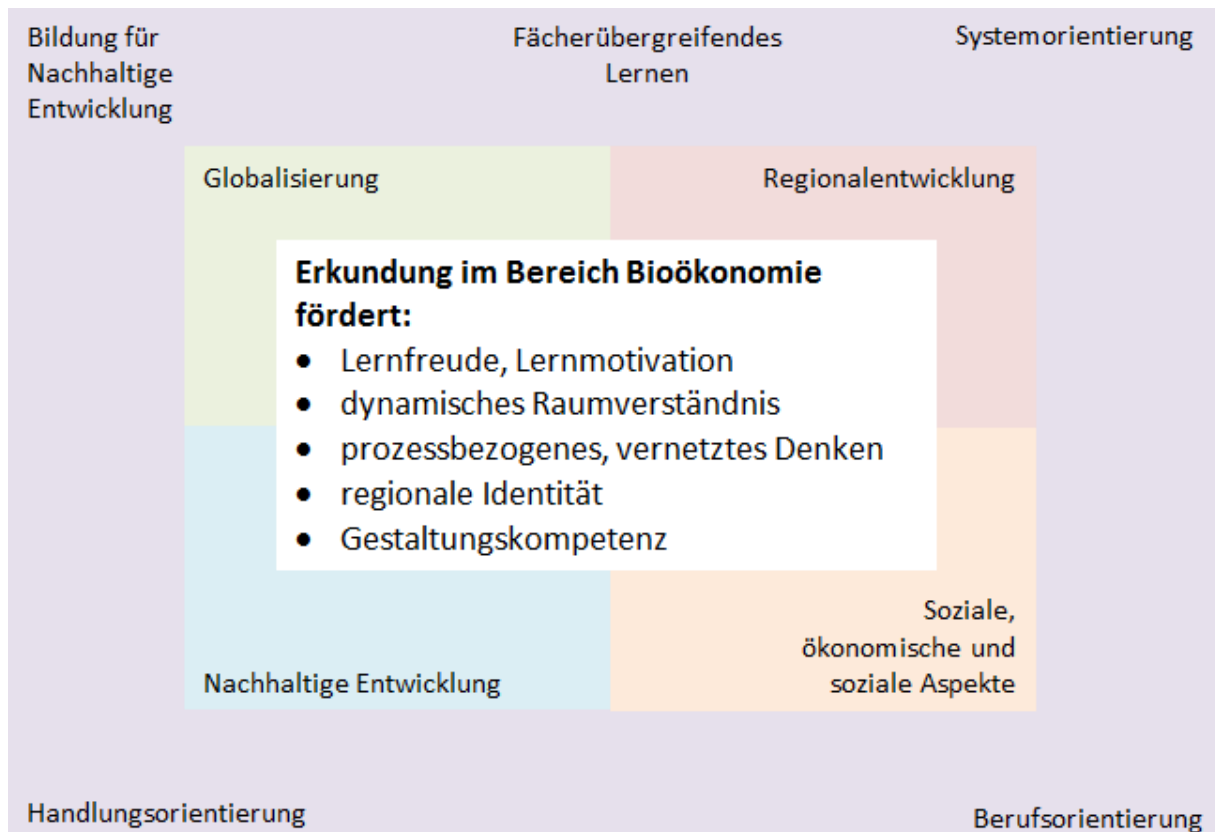 Bildung für
Nachhaltige
Entwicklung
Fächerübergreifendes
Lernen
Systemorientierung
Globalisierung
Regionalentwicklung
Erkundung im Bereich Bioökonomie
fördert:
• Lernfreude, Lernmotivation
• dynamisches Raumverständnis
• prozessbezogenes, vernetztes Denken
• regionale Identität
• Gestaltungskompetenz
Nachhaltige Entwicklung
Soziale,
ökonomische und
soziale Aspekte
Handlungsorientierung
Berufsorientierung